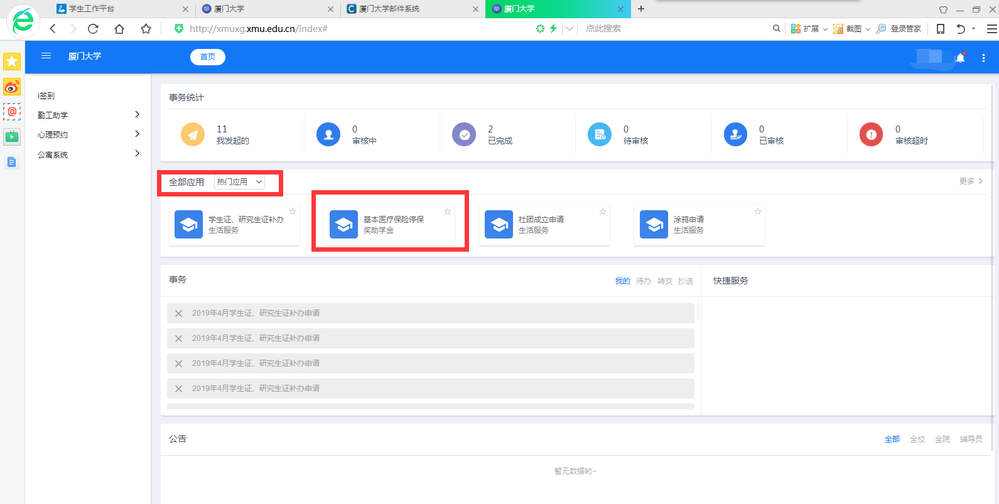 学生工作平台
厦门大学
厦门大学邮件系统
厦门大学
http://xmuxg.xmu.edu.cn/index#
点此搜索
扩展
截图
登录管家
厦门大学
首页
i签到
勤工助学
心理预约
公寓系统
事务统计
11
我发起的
0
审核中
2
已完成
0
待审核
0
已审核
0
审核超时
全部应用
热门应用
更多
学生证、研究生证补办
生活服务
基本医疗保险停保
奖助学金
社团成立申请
生活服务
涂鸦申请
生活服务
事务
我的 待办 转交 抄送
快捷服务
2019年4月学生证、研究生证补办申请
2019年4月学生证、研究生证补办申请
2019年4月学生证、研究生证补办申请
2019年4月学生证、研究生证补办申请
公告
全部 全校 全院 辅导员
暂无数据哟~